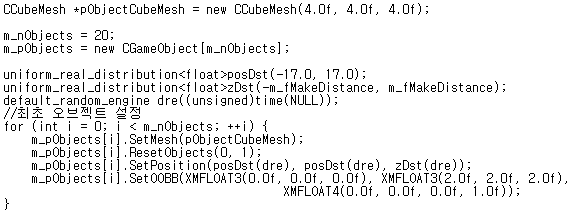 CCubeMesh *pObjectCubeMesh = new CCubeMesh(4.0f, 4.0f, 4.0f);
m_nObjects = 20;
m_pObjects = new CGameObject[m_nObjects];
uniform_real_distribution<float>posDst(-17.0, 17.0);
uniform_real_distribution<float>zDst(-m_fMakeDistance, m_fMakeDistance);
default_random_engine dre((unsigned)time(NULL));
//최초 오브젝트 설정
for (int i = 0; i < m_nObjects; ++i) {
    m_pObjects[i].SetMesh(pObjectCubeMesh);
    m_pObjects[i].ResetObjects(0, 1);
    m_pObjects[i].SetPosition(posDst(dre), posDst(dre), zDst(dre));
    m_pObjects[i].SetOOBB(XMFLOAT3(0.0f, 0.0f, 0.0f), XMFLOAT3(2.0f, 2.0f, 2.0f),
                                        XMFLOAT4(0.0f, 0.0f, 0.0f, 1.0f));
}